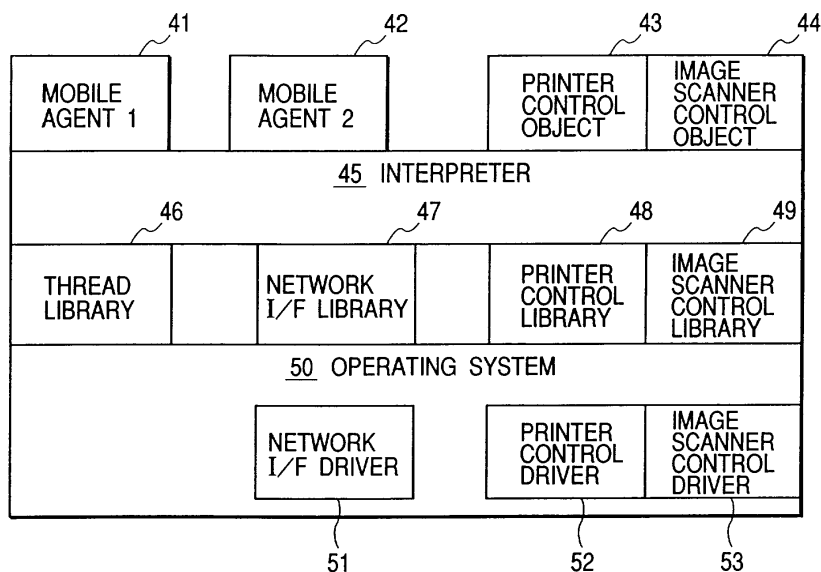 41
42
43
44
MOBILE
AGENT 1
MOBILE
AGENT 2
PRINTER
CONTROL
OBJECT
IMAGE
SCANNER
CONTROL
OBJECT
45 INTERPRETER
46
47
48
49
THREAD
LIBRARY
NETWORK
I/F LIBRARY
PRINTER
CONTROL
LIBRARY
IMAGE
SCANNER
CONTROL
LIBRARY
50 OPERATING SYSTEM
NETWORK
I/F DRIVER
PRINTER
CONTROL
DRIVER
IMAGE
SCANNER
CONTROL
DRIVER
51
52
53